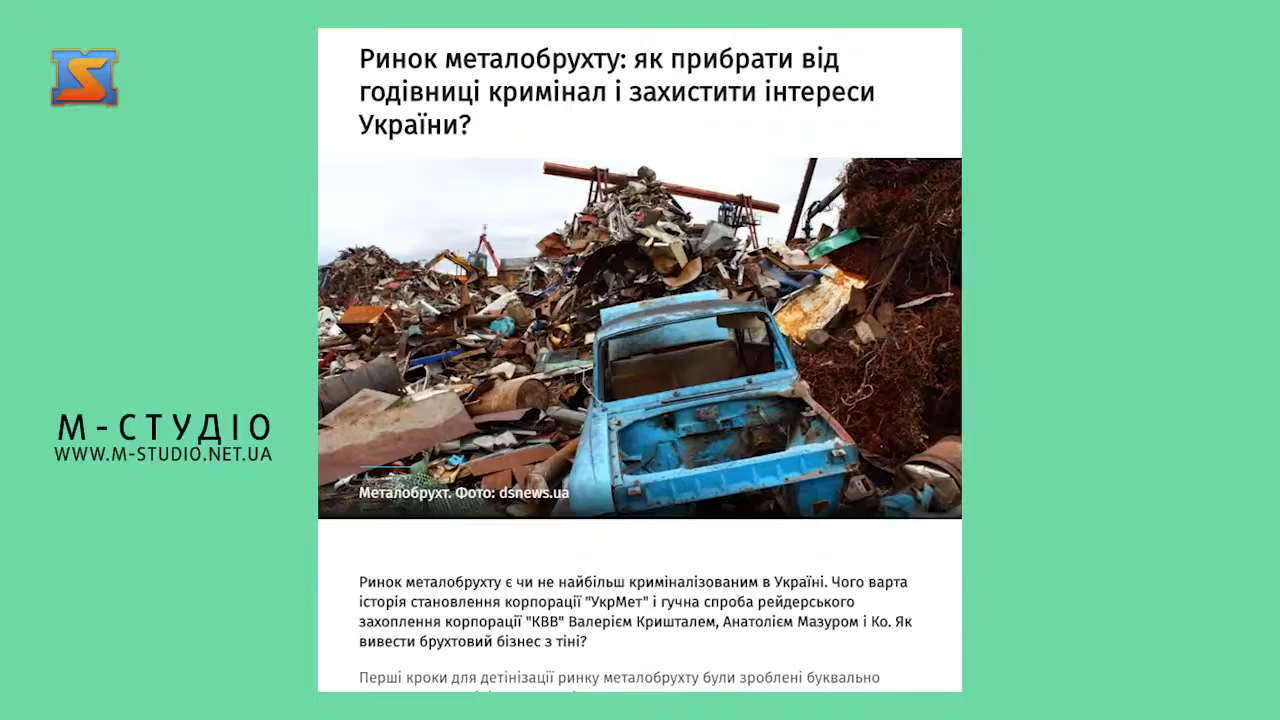 Ринок металобрухту: як прибрати від
годівниці кримінал і захистити інтереси
України?
М-СТУДІО
WWW.M-STUDIO.NET.UA
Металобрухт. Фото: dsnews.ua
Ринок металобрухту є чи не найбільш криміналізованим в Україні. Чого варта
історія становлення корпорації "УкрМет" і гучна спроба рейдерського
захоплення корпорації "КВВ" Валерієм Кришталем, Анатолієм Мазуром і Ко. Як
вивести брухтовий бізнес з тіні?
Перші кроки для детінізації ринку металобрухту були зроблені буквально